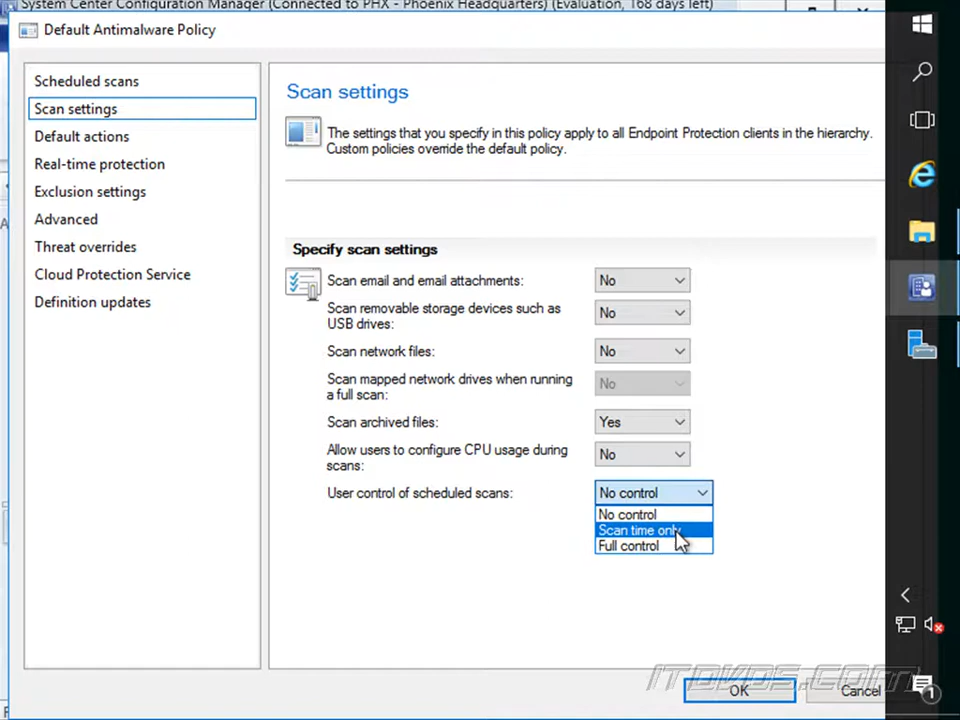 System Center Configuration Manager (Connected to PHX - Phoenix Headquarters) (Evaluation, 168 days left)
Default Antimalware Policy
Scheduled scans
Scan settings
Default actions
Real-time protection
Exclusion settings
Advanced
Threat overrides
Cloud Protection Service
Definition updates
Scan settings
The settings that you specify in this policy apply to all Endpoint Protection clients in the hierarchy.
Custom policies override the default policy.
Specify scan settings
Scan email and email attachments: No
Scan removable storage devices such as
USB drives: No
Scan network files: No
Scan mapped network drives when running
a full scan: No
Scan archived files: Yes
Allow users to configure CPU usage during
scans: No
User control of scheduled scans: No control
No control
Scan time only
Full control
ITDVDS.COM
OK Cancel
1